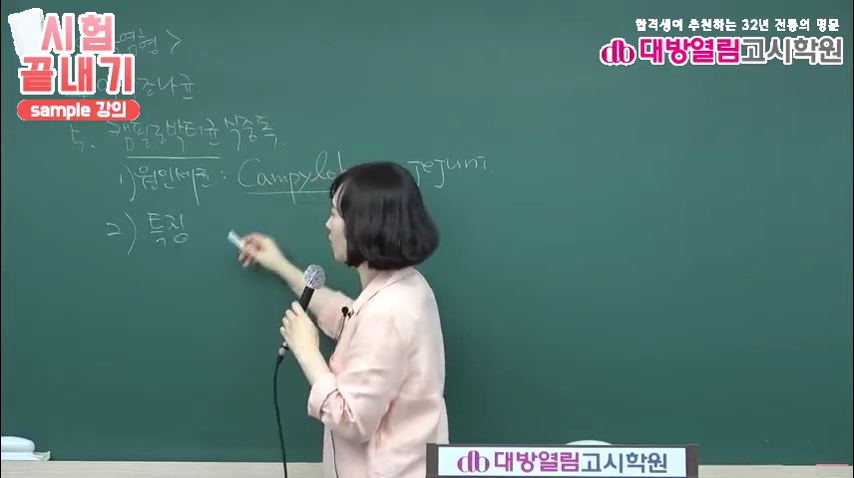 합격생이 추천하는 32년 전통의 명문
대방열림고시학원
시험
끝내기
sample 강의
5. 캠필로박터균 식중독.
1) 원인세균 : Campylob jejuni.
2) 특징
대방열림고시학원